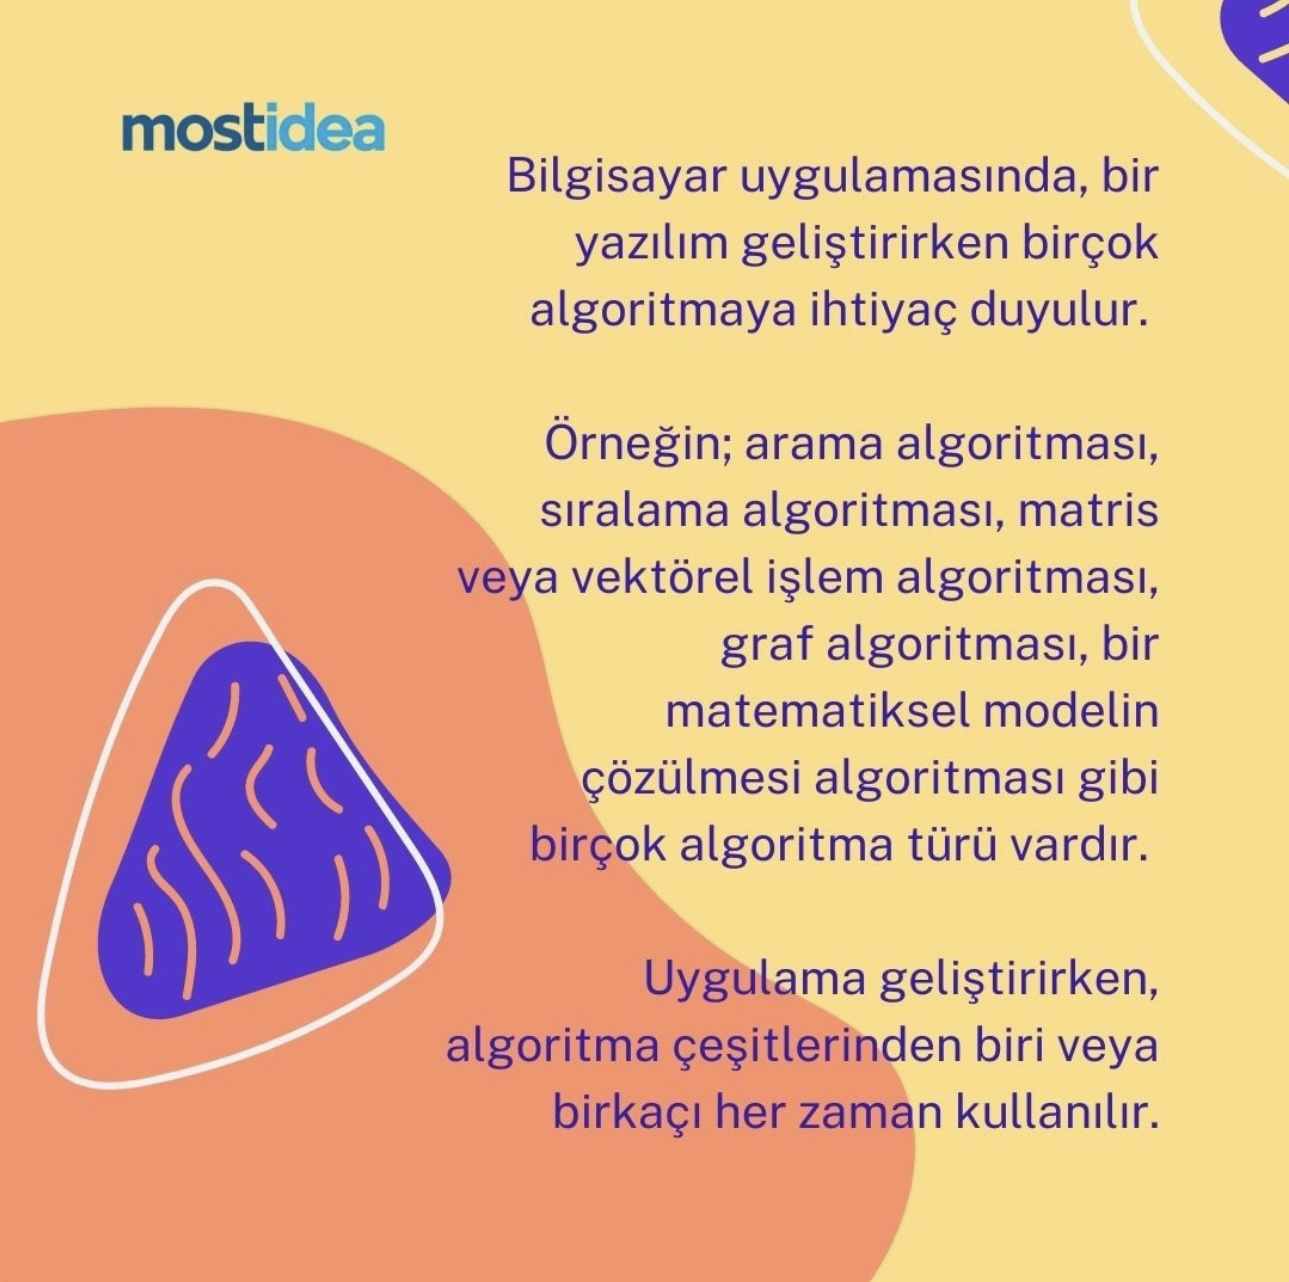 mostidea
Bilgisayar uygulamasında, bir
yazılım geliştirirken birçok
algoritmaya ihtiyaç duyulur.
Örneğin; arama algoritması,
sıralama algoritması, matris
veya vektörel işlem algoritması,
graf algoritması, bir
matematiksel modelin
çözülmesi algoritması gibi
birçok algoritma türü vardır.
Uygulama geliştirirken,
algoritma çeşitlerinden biri veya
birkaçı her zaman kullanılır.